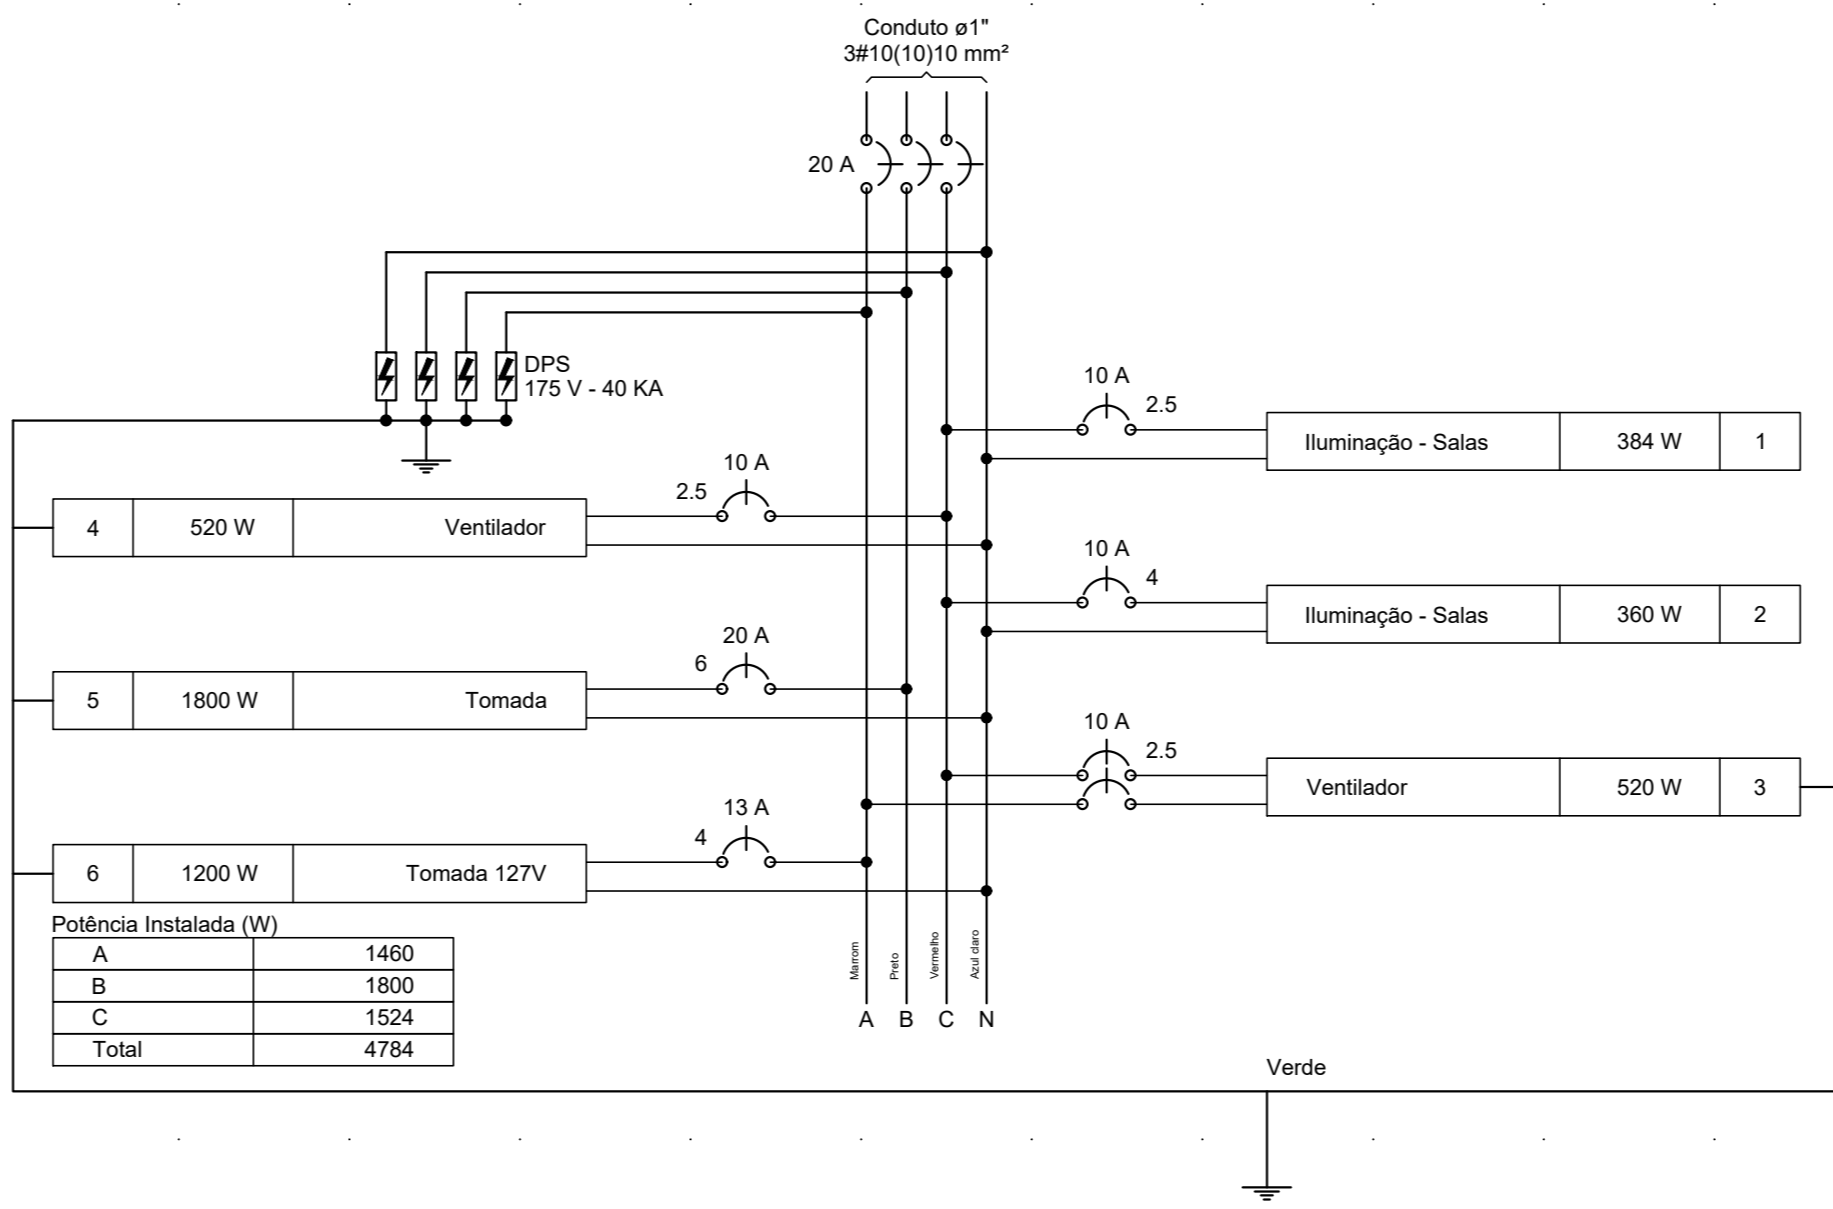 Conduto ø1"
3#10(10)10 mm²
20 A
DPS
175 V - 40 KA
10 A
2.5
Iluminação - Salas 384 W 1
10 A
2.5
4 520 W Ventilador
10 A
4
Iluminação - Salas 360 W 2
20 A
6
5 1800 W Tomada
10 A
2.5
Ventilador 520 W 3
13 A
4
6 1200 W Tomada 127V
Potência Instalada (W)
A 1460
B 1800
C 1524
Total 4784
Marrom
Preto
Vermelho
Azul claro
A B C N
Verde